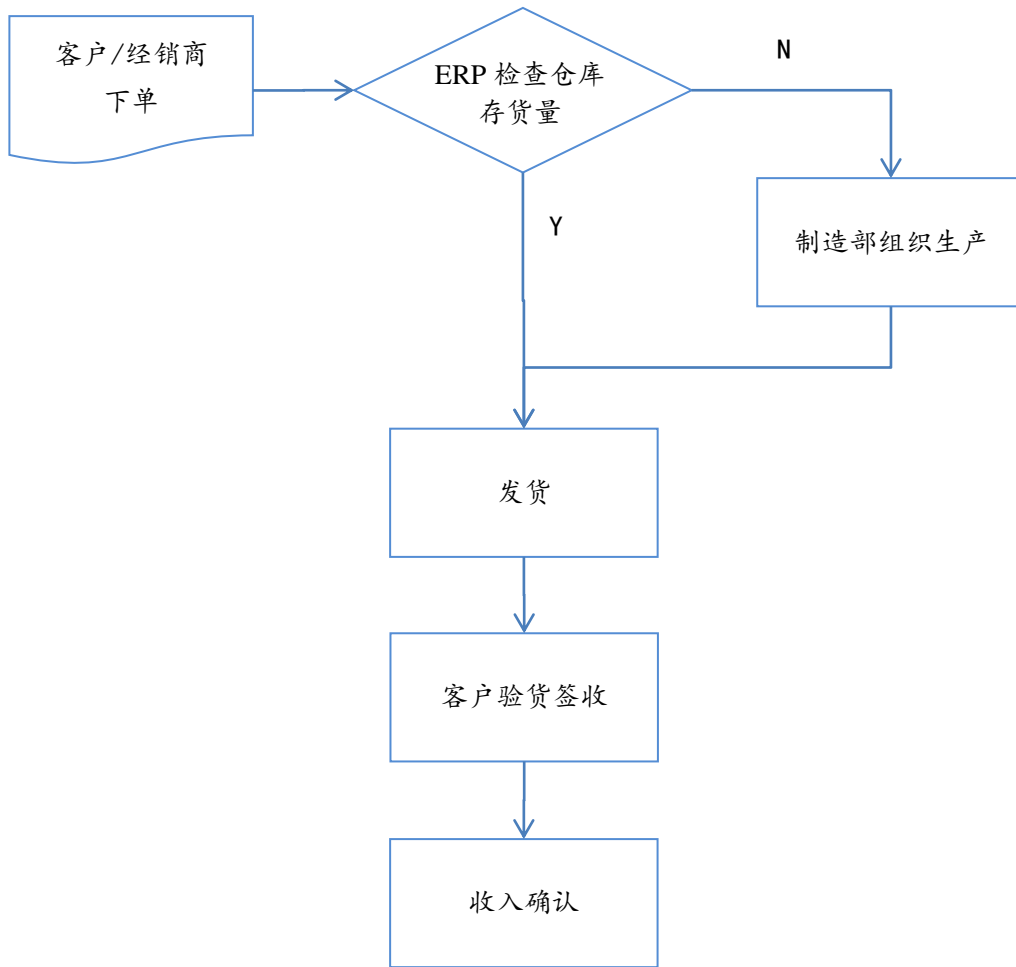 客户/经销商
下单
ERP 检查仓库
存货量
N
Y
制造部组织生产
发货
客户验货签收
收入确认